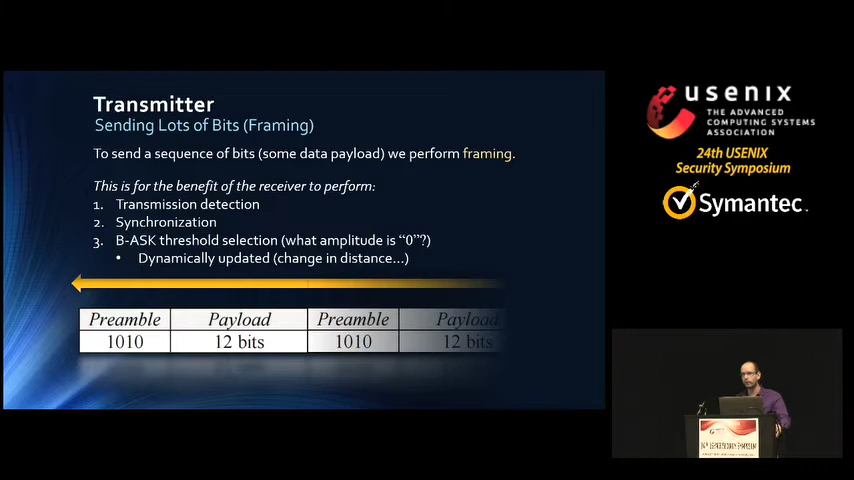 Transmitter
Sending Lots of Bits (Framing)
To send a sequence of bits (some data payload) we perform framing.
This is for the benefit of the receiver to perform:
1. Transmission detection
2. Synchronization
3. B-ASK threshold selection (what amplitude is “0”?)
• Dynamically updated (change in distance...)
Preamble Payload Preamble Payload
1010 12 bits 1010 12 bits
usenix
THE ADVANCED
COMPUTING SYSTEMS
ASSOCIATION
24th USENIX
Security Symposium
Symantec.